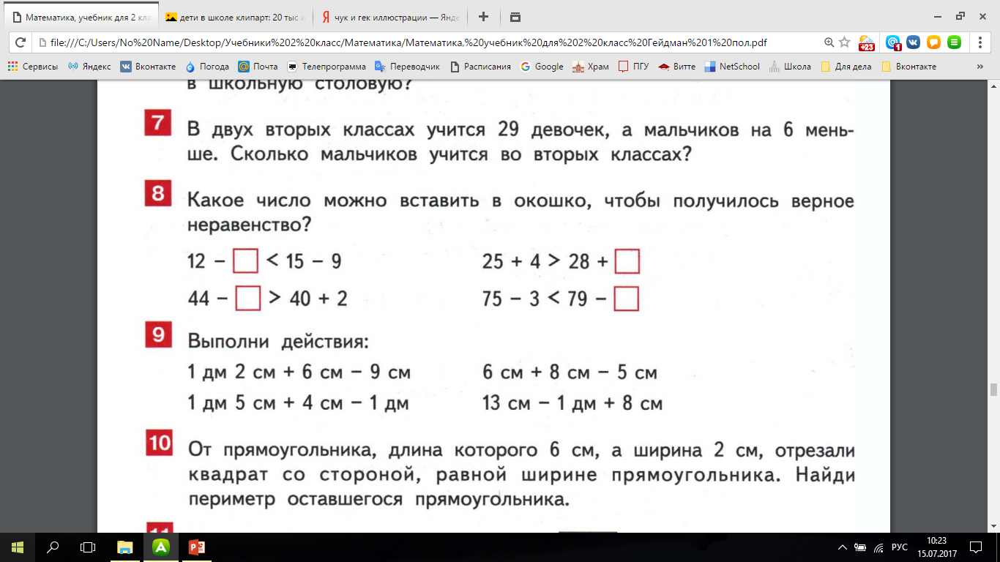 Математика, учебник для 2 кла
дети в школе клипарт: 20 тыс и
чук и гек иллюстрации — Янде
file:///C:/Users/No%20Name/Desktop/Учебники%202%20класс/Математика/Математика,%20учебник%20для%202%20класс%20Гейдман%201%20пол.pdf
+23
1
Сервисы Яндекс Вконтакте Погода Почта Телепрограмма Переводчик Расписания Google Храм ПГУ Витте NetSchool Школа Для дела Вконтакте »
в школьную столовую?
7 В двух вторых классах учится 29 девочек, а мальчиков на 6 мень-
ше. Сколько мальчиков учится во вторых классах?
8 Какое число можно вставить в окошко, чтобы получилось верное
неравенство?
12 – □ < 15 – 9 25 + 4 > 28 + □
44 – □ > 40 + 2 75 – 3 < 79 – □
9 Выполни действия:
1 дм 2 см + 6 см – 9 см 6 см + 8 см – 5 см
1 дм 5 см + 4 см – 1 дм 13 см – 1 дм + 8 см
10 От прямоугольника, длина которого 6 см, а ширина 2 см, отрезали
квадрат со стороной, равной ширине прямоугольника. Найди
периметр оставшегося прямоугольника.
11
РУС
10:23
15.07.2017